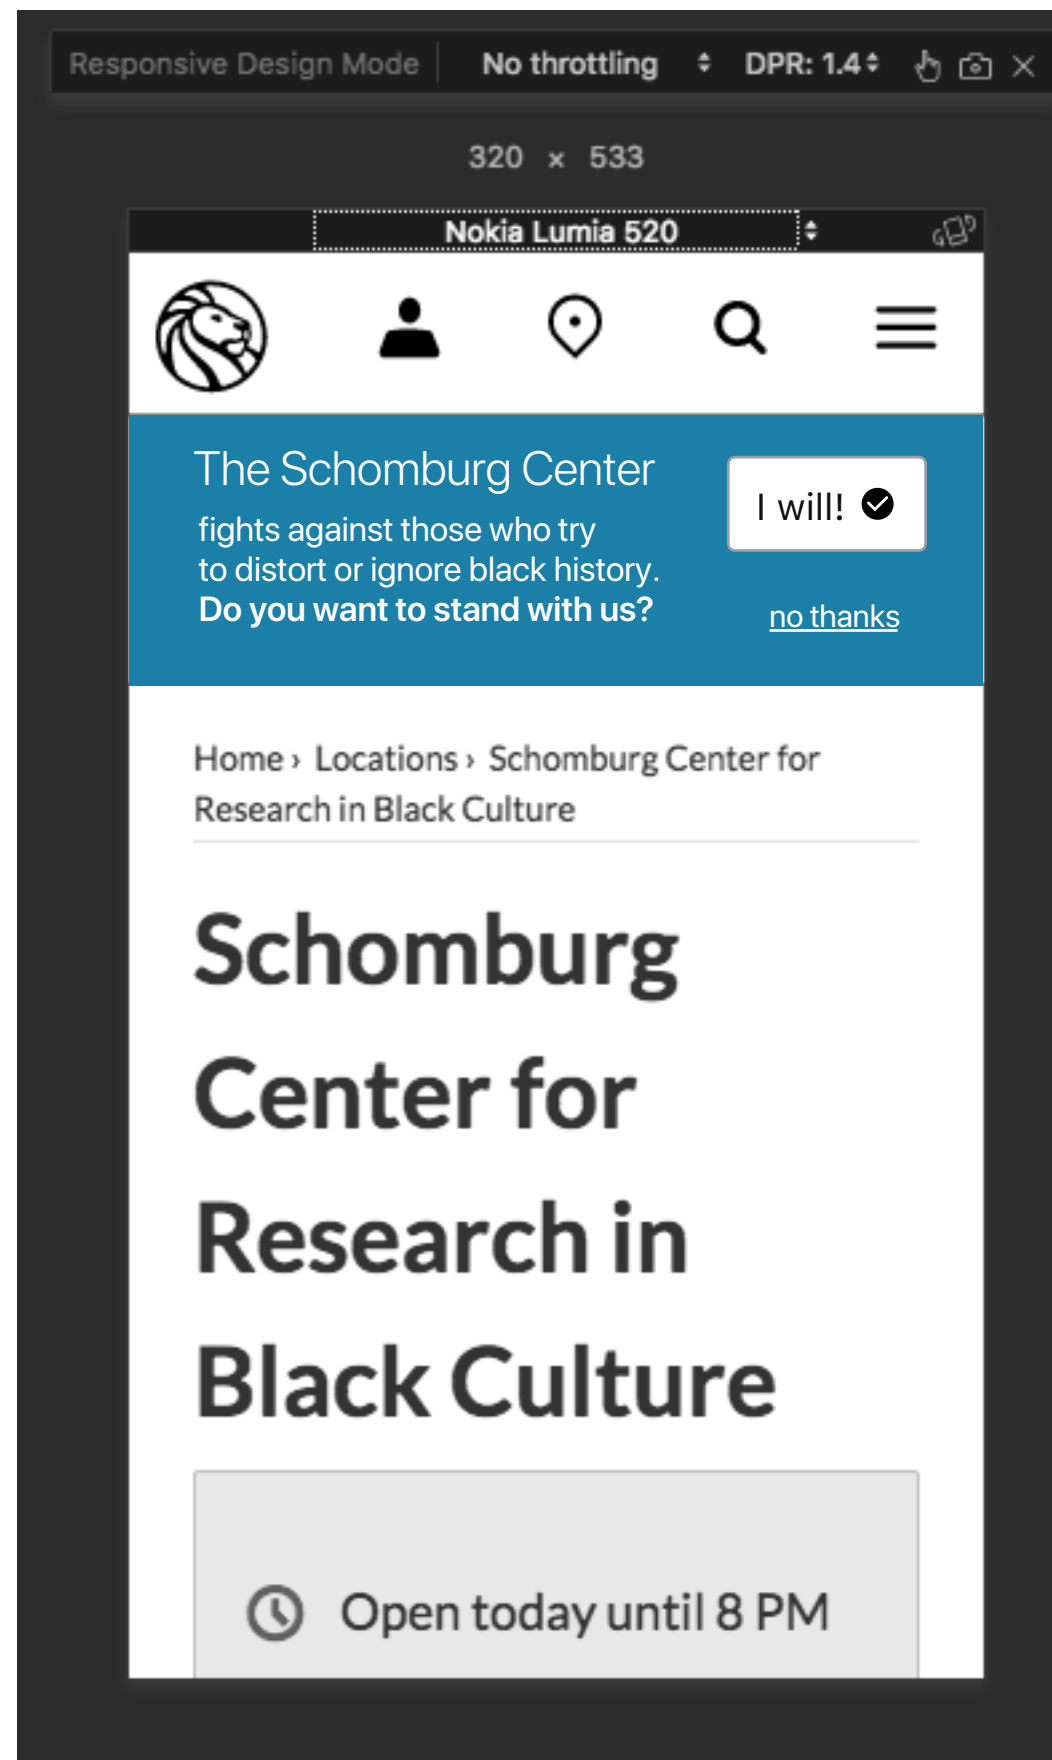 Responsive Design Mode No throttling DPR: 1.4
320 x 533
Nokia Lumia 520
The Schomburg Center
fights against those who try
to distort or ignore black history.
Do you want to stand with us?
I will!
no thanks
Home › Locations › Schomburg Center for
Research in Black Culture
Schomburg
Center for
Research in
Black Culture
Open today until 8 PM